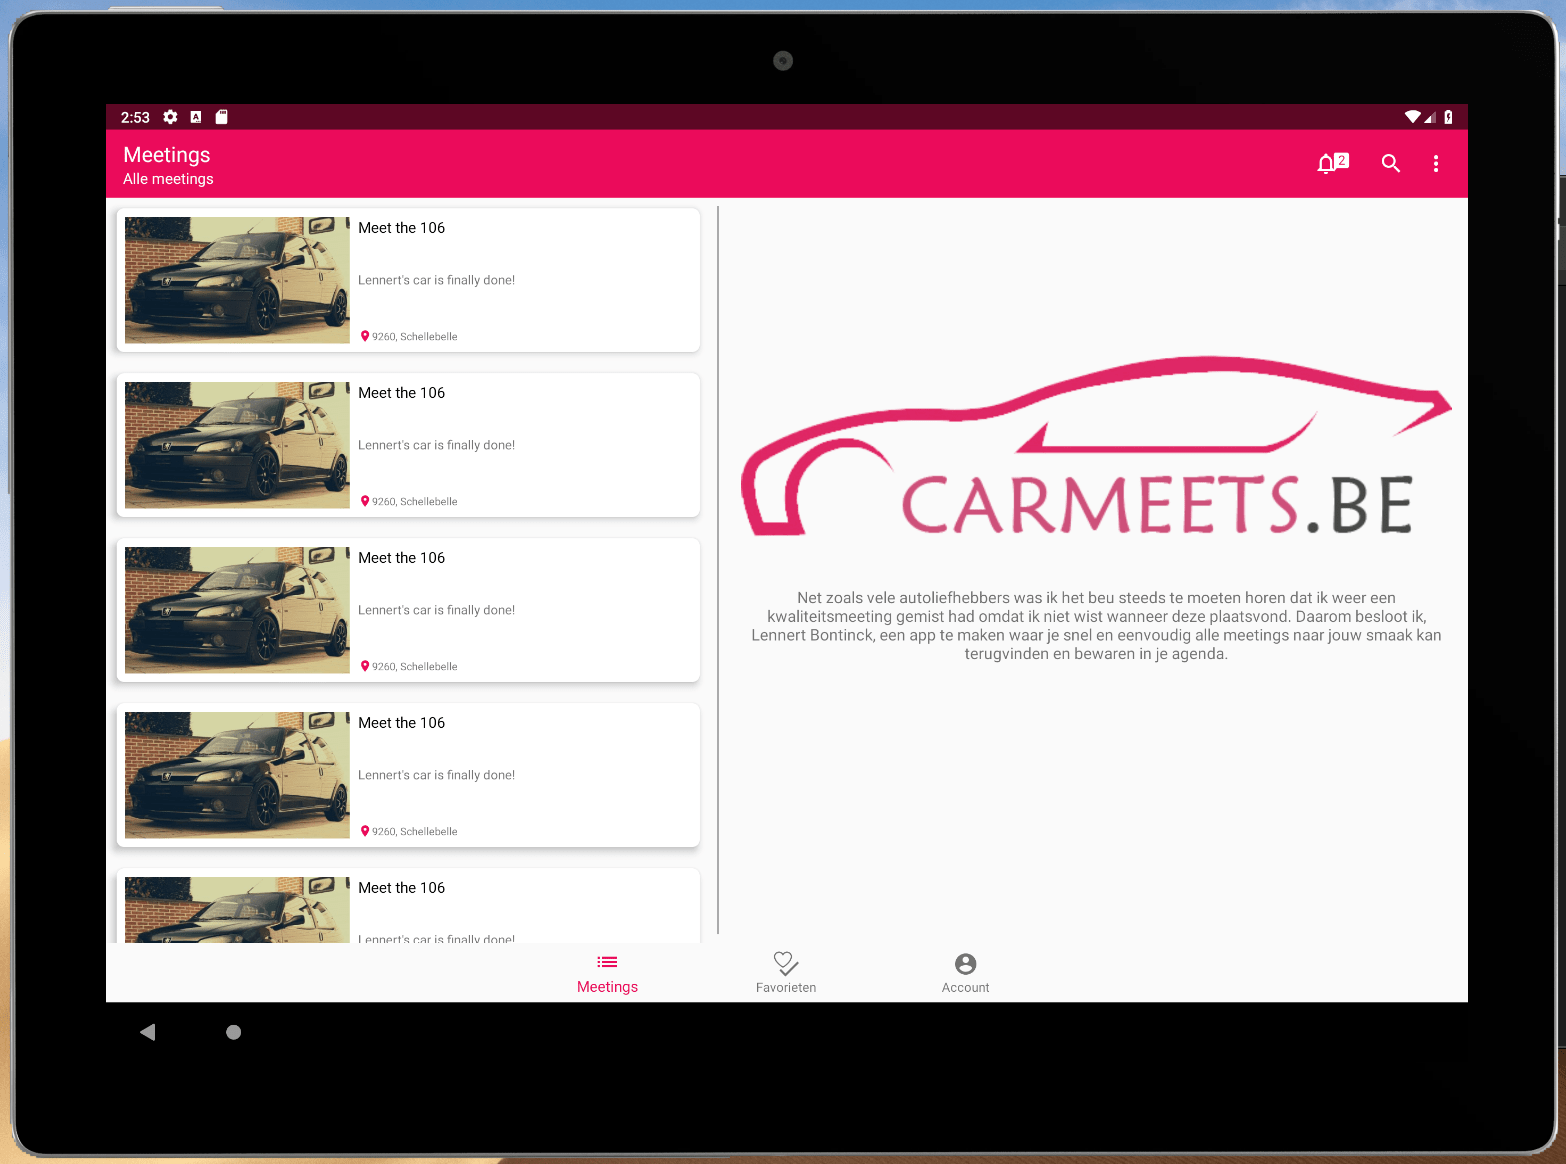 2:53
Meetings
Alle meetings
2
Meet the 106
Lennert's car is finally done!
9260, Schellebelle
Meet the 106
Lennert's car is finally done!
9260, Schellebelle
Meet the 106
Lennert's car is finally done!
9260, Schellebelle
Meet the 106
Lennert's car is finally done!
9260, Schellebelle
Meet the 106
Lennert's car is finally done!
CARMEETS.BE
Net zoals vele autoliefhebbers was ik het beu steeds te moeten horen dat ik weer een
kwaliteitsmeeting gemist had omdat ik niet wist wanneer deze plaatsvond. Daarom besloot ik,
Lennert Bontinck, een app te maken waar je snel en eenvoudig alle meetings naar jouw smaak kan
terugvinden en bewaren in je agenda.
Meetings
Favorieten
Account